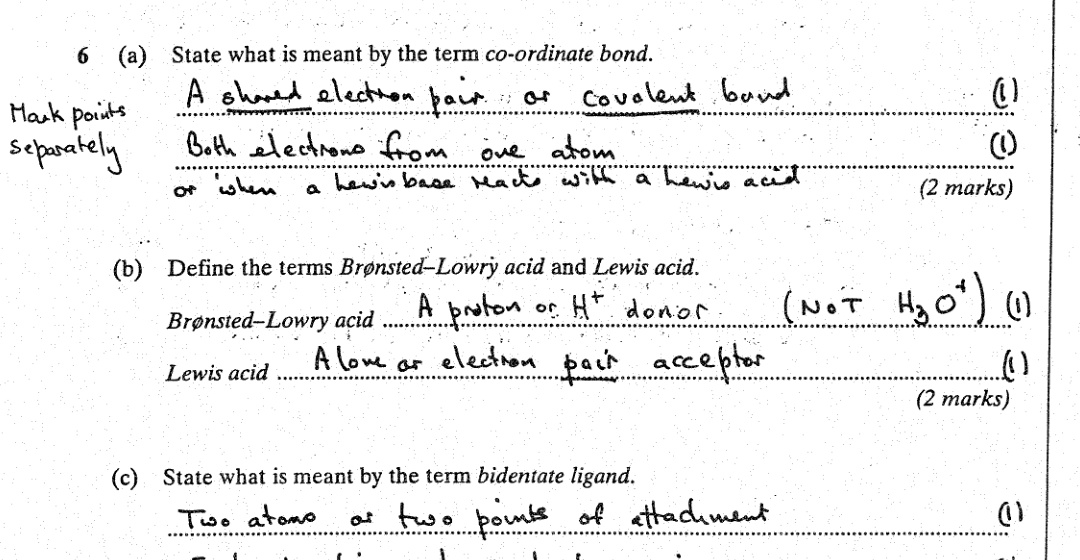 6 (a) State what is meant by the term co-ordinate bond.
A shared electron pair or covalent bond (1)
Mark points
separately
Both electrons from one atom (1)
or when a Lewis base reacts with a Lewis acid
(2 marks)
(b) Define the terms Brønsted–Lowry acid and Lewis acid.
Brønsted–Lowry acid A proton or H⁺ donor (NOT H₃O⁺) (1)
Lewis acid A lone or electron pair acceptor (1)
(2 marks)
(c) State what is meant by the term bidentate ligand.
Two atoms or two points of attachment (1)